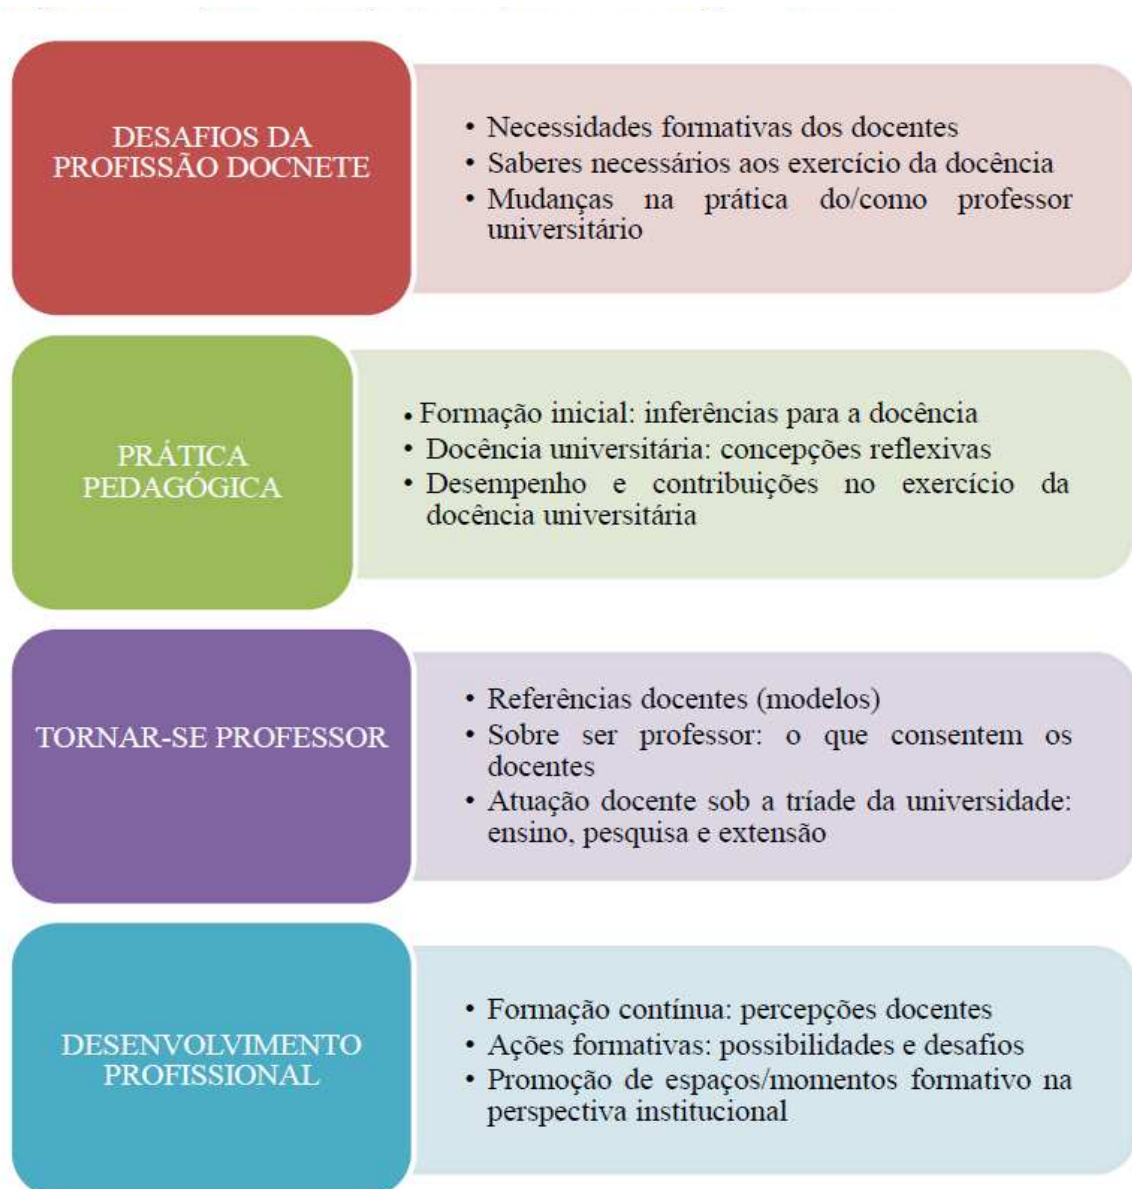 DESAFIOS DA
PROFISSÃO DOCNETE
• Necessidades formativas dos docentes
• Saberes necessários aos exercício da docência
• Mudanças na prática do/como professor
universitário
PRÁTICA
PEDAGÓGICA
• Formação inicial: inferências para a docência
• Docência universitária: concepções reflexivas
• Desempenho e contribuições no exercício da
docência universitária
TORNAR-SE PROFESSOR
• Referências docentes (modelos)
• Sobre ser professor: o que consentem os
docentes
• Atuação docente sob a tríade da universidade:
ensino, pesquisa e extensão
DESENVOLVIMENTO
PROFISSIONAL
• Formação contínua: percepções docentes
• Ações formativas: possibilidades e desafios
• Promoção de espaços/momentos formativo na
perspectiva institucional